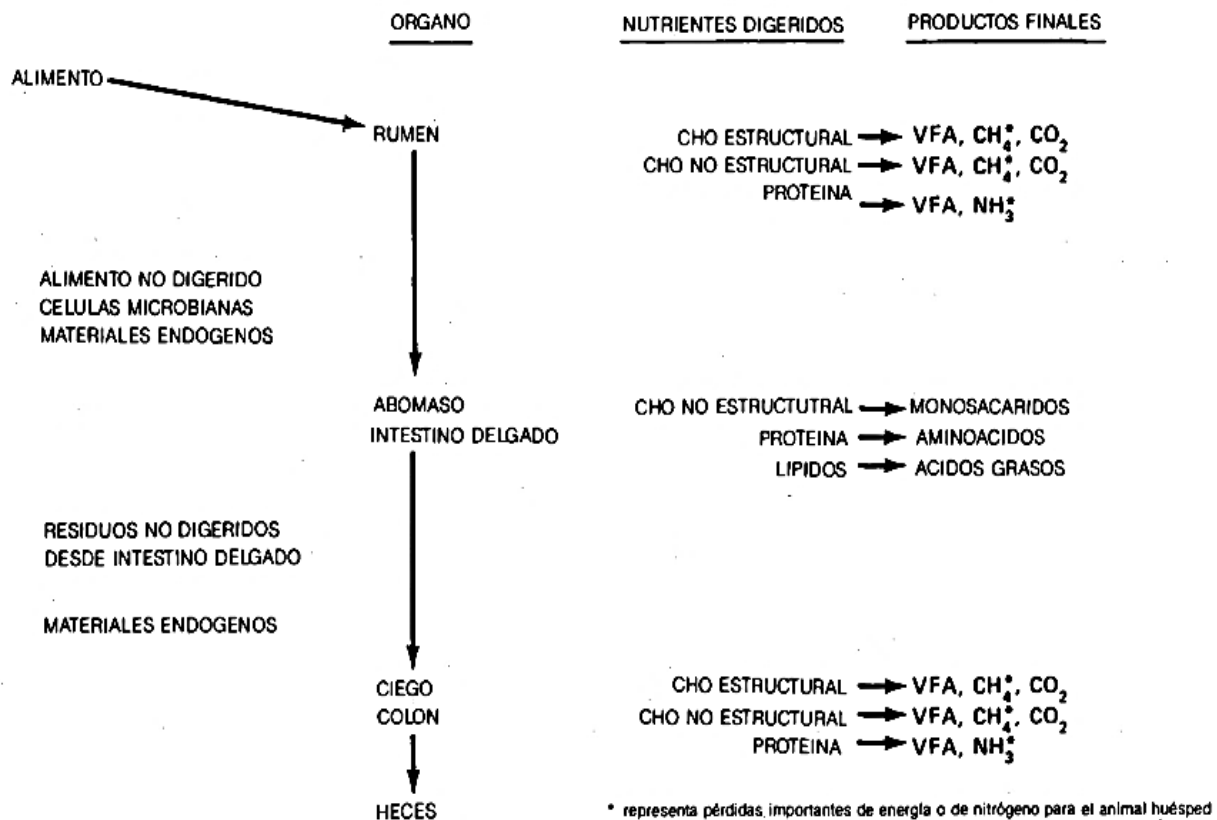 ORGANO NUTRIENTES DIGERIDOS PRODUCTOS FINALES
ALIMENTO
RUMEN CHO ESTRUCTURAL VFA, CH₄*, CO₂
CHO NO ESTRUCTURAL VFA, CH₄*, CO₂
PROTEINA VFA, NH₃*
ALIMENTO NO DIGERIDO
CELULAS MICROBIANAS
MATERIALES ENDOGENOS
ABOMASO CHO NO ESTRUCTUTRAL MONOSACARIDOS
INTESTINO DELGADO PROTEINA AMINOACIDOS
LIPIDOS ACIDOS GRASOS
RESIDUOS NO DIGERIDOS
DESDE INTESTINO DELGADO
MATERIALES ENDOGENOS
CIEGO CHO ESTRUCTURAL VFA, CH₄*, CO₂
COLON CHO NO ESTRUCTURAL VFA, CH₄*, CO₂
PROTEINA VFA, NH₃*
HECES
* representa pérdidas importantes de energía o de nitrógeno para el animal huésped